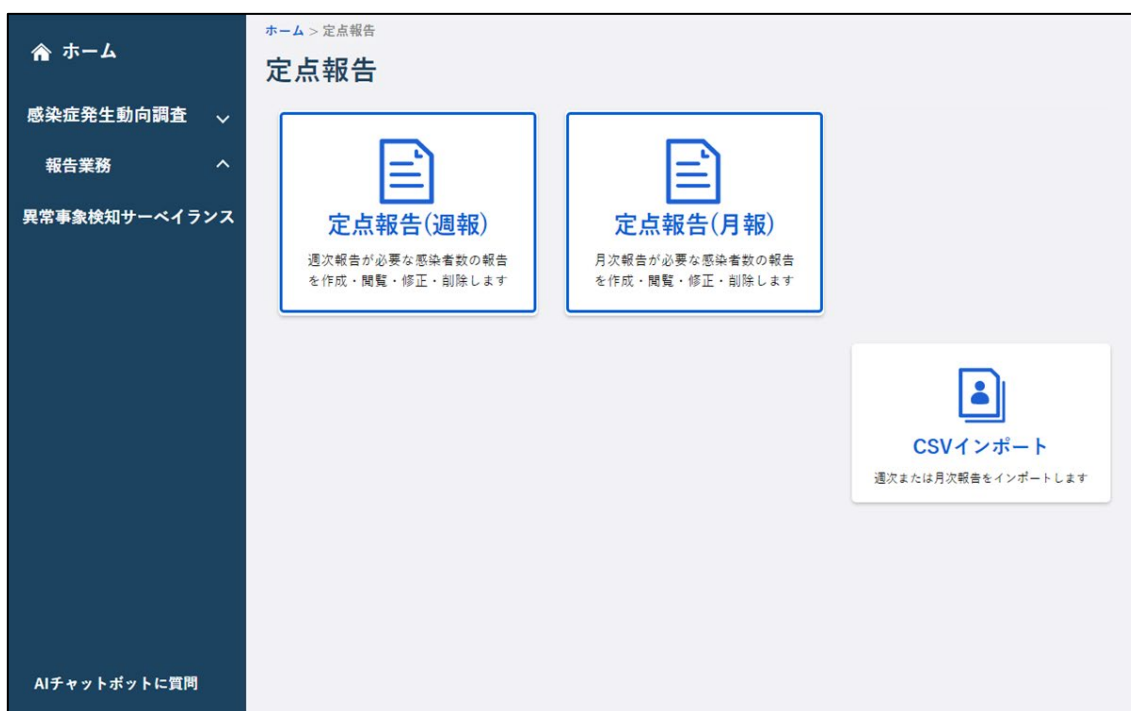 ホーム
感染症発生動向調査
報告業務
異常事象検知サーベイランス
AIチャットボットに質問
ホーム > 定点報告
定点報告
定点報告(週報)
週次報告が必要な感染者数の報告
を作成・閲覧・修正・削除します
定点報告(月報)
月次報告が必要な感染者数の報告
を作成・閲覧・修正・削除します
CSVインポート
週次または月次報告をインポートします